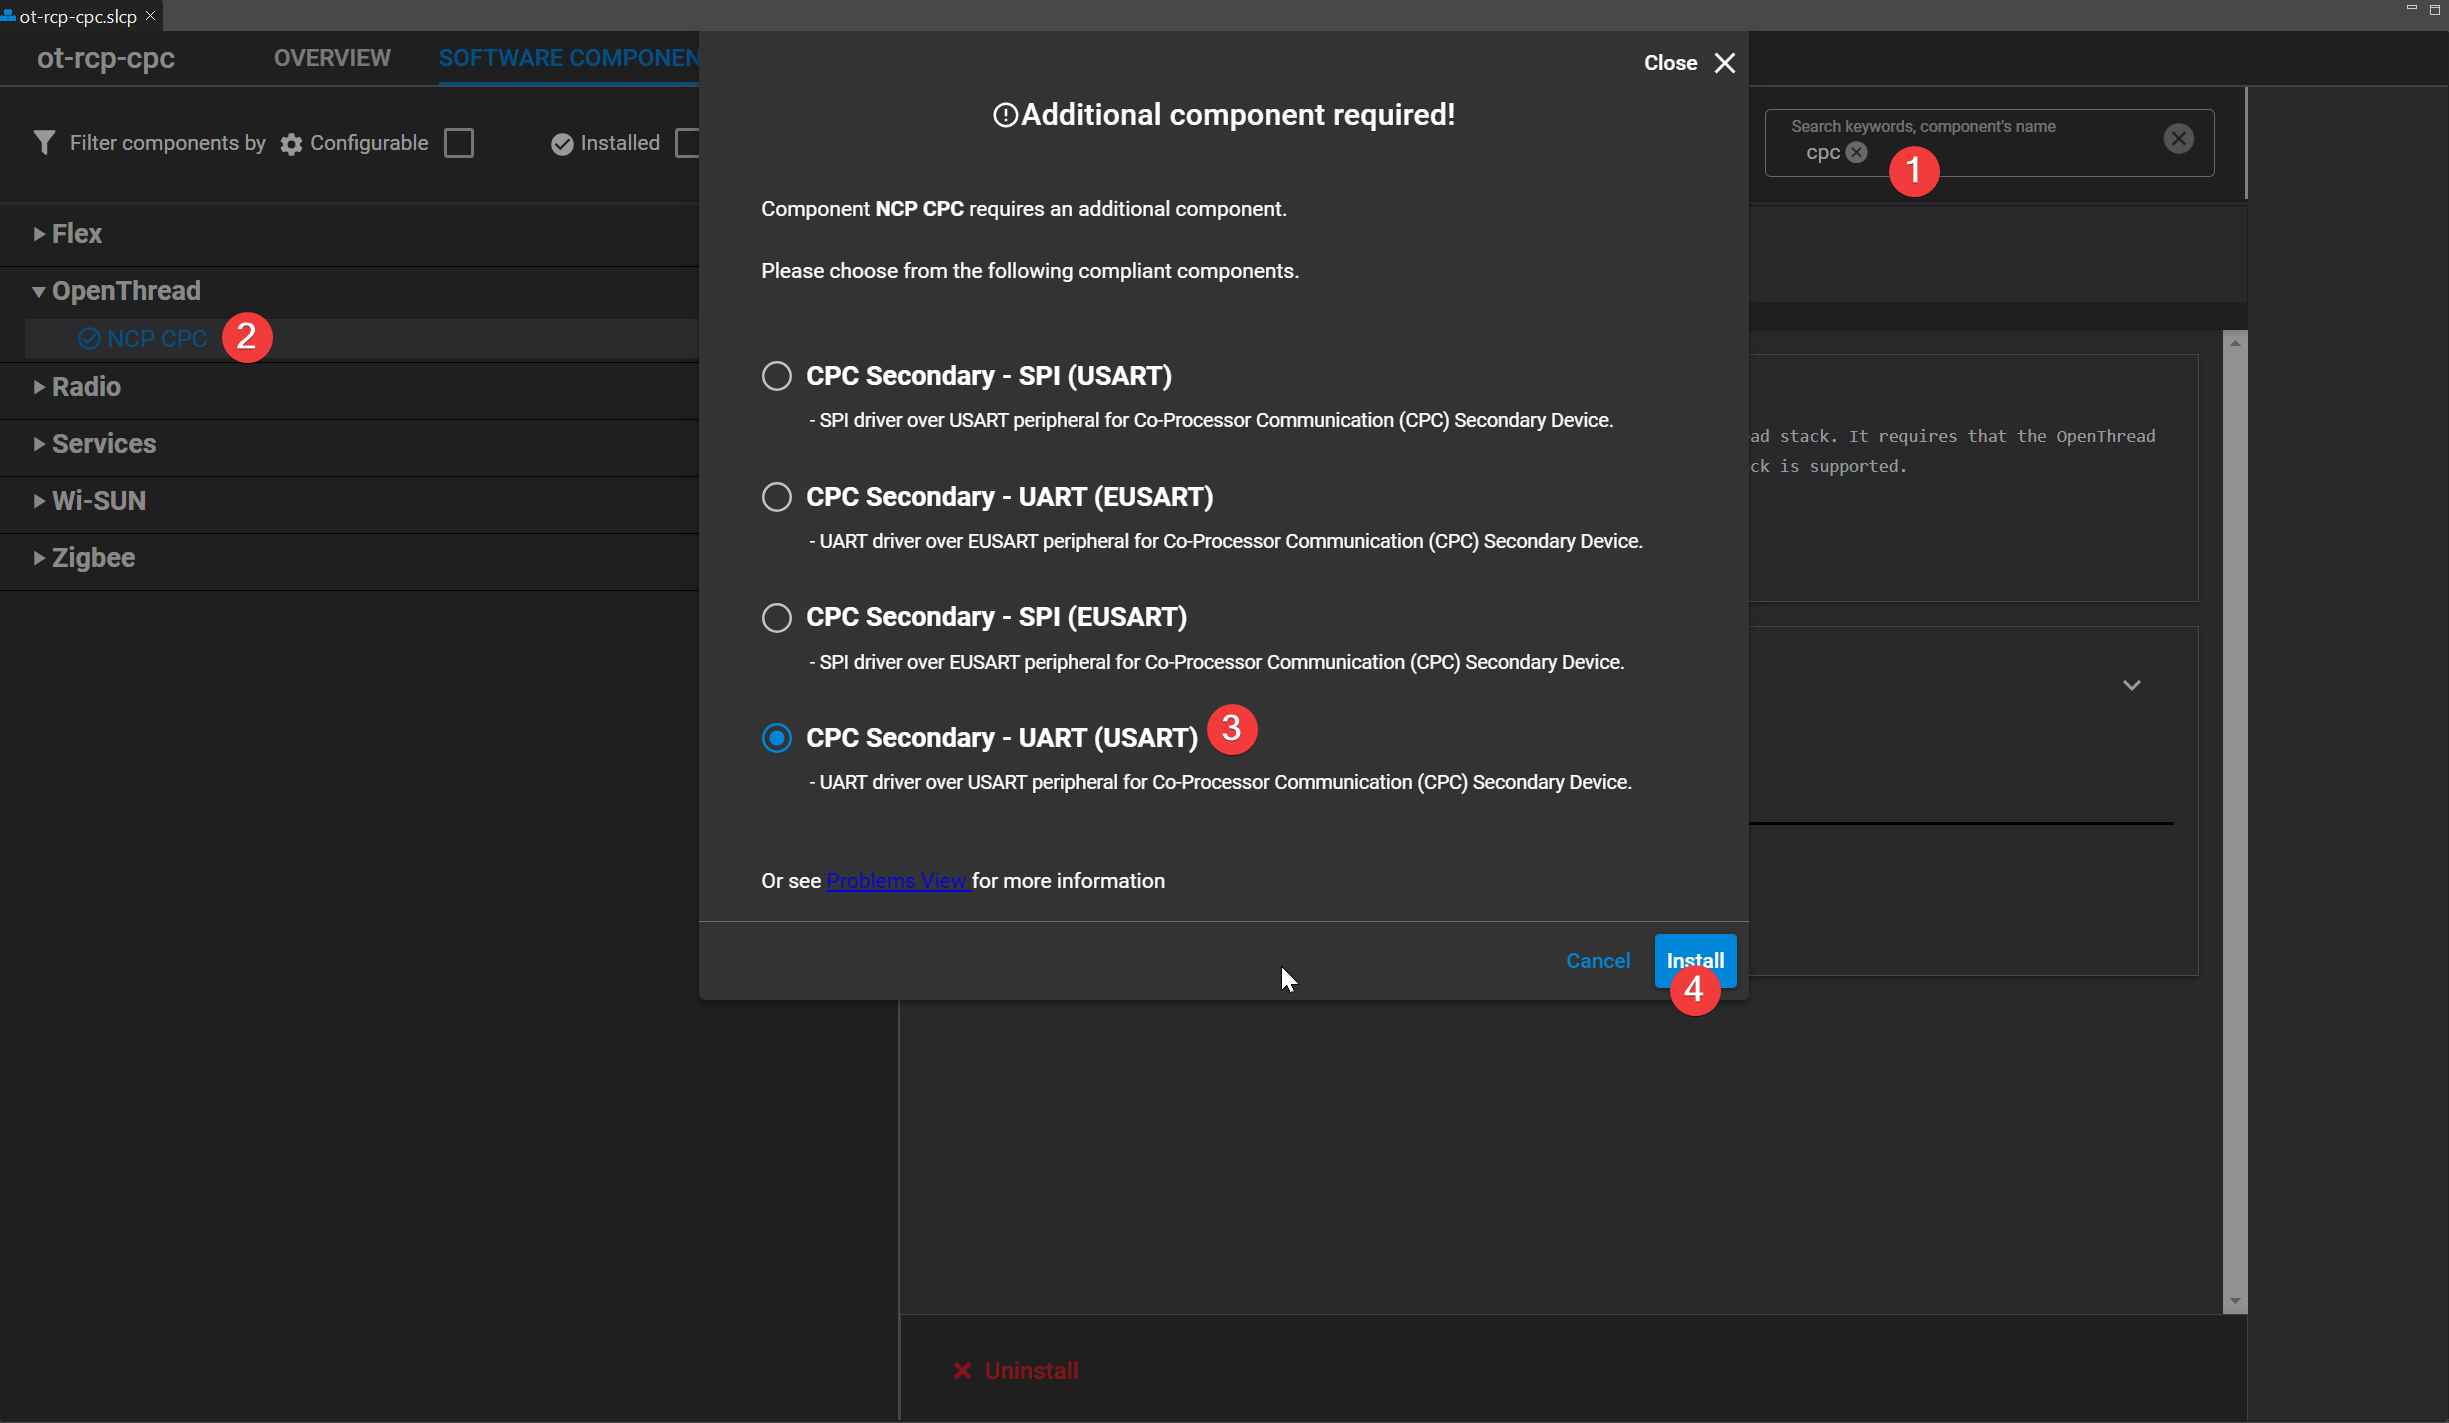 ot-rcp-cpc.slcp
ot-rcp-cpc
OVERVIEW
SOFTWARE COMPONEN
Filter components by
Configurable
Installed
Search keywords, component's name
cpc
1
Flex
OpenThread
NCP CPC
2
Radio
Services
Wi-SUN
Zigbee
Close
Additional component required!
Component NCP CPC requires an additional component.
Please choose from the following compliant components.
CPC Secondary - SPI (USART)
- SPI driver over USART peripheral for Co-Processor Communication (CPC) Secondary Device.
CPC Secondary - UART (EUSART)
- UART driver over EUSART peripheral for Co-Processor Communication (CPC) Secondary Device.
CPC Secondary - SPI (EUSART)
- SPI driver over EUSART peripheral for Co-Processor Communication (CPC) Secondary Device.
CPC Secondary - UART (USART)
3
- UART driver over USART peripheral for Co-Processor Communication (CPC) Secondary Device.
Or see Problems View for more information
Cancel
Install
4
ad stack. It requires that the OpenThread
ck is supported.
Uninstall